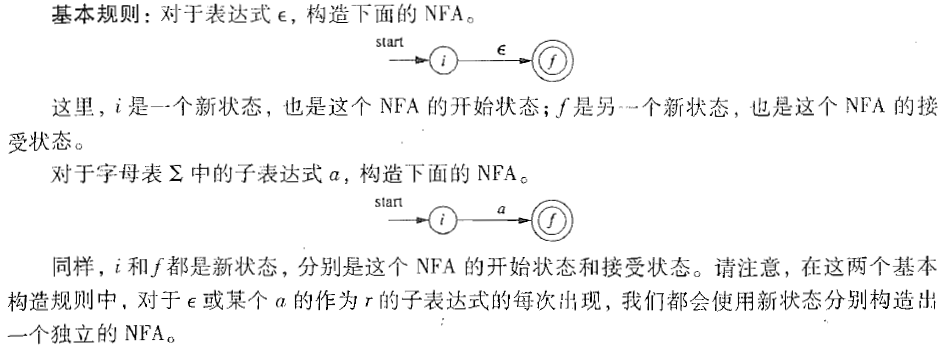 基本规则：对于表达式 ϵ，构造下面的 NFA。
start
i ϵ f
这里，i 是一个新状态，也是这个 NFA 的开始状态；f 是另一个新状态，也是这个 NFA 的接
受状态。
对于字母表 Σ 中的子表达式 a，构造下面的 NFA。
start
i a f
同样，i 和 f 都是新状态，分别是这个 NFA 的开始状态和接受状态。请注意，在这两个基本
构造规则中，对于 ϵ 或某个 a 的作为 r 的子表达式的每次出现，我们都会使用新状态分别构造出
一个独立的 NFA。